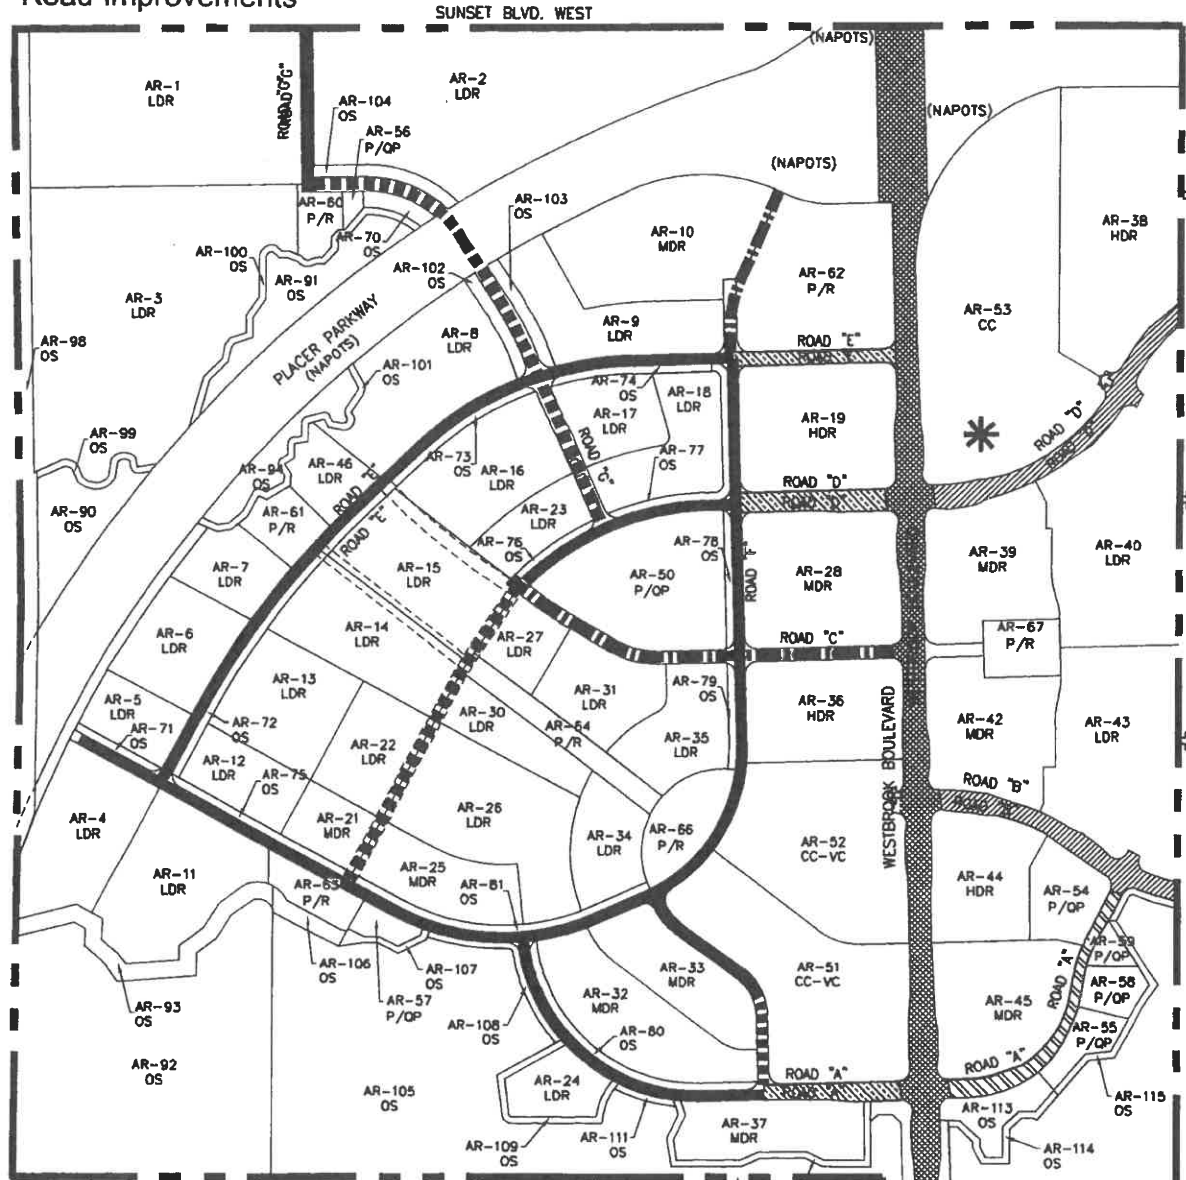 Road Improvements
SUNSET BLVD. WEST
(NAPOTS)
AR-1
LDR
ROAD "G"
AR-2
LDR
AR-104
OS
AR-56
P/QP
(NAPOTS)
(NAPOTS)
AR-60
P/R
AR-103
OS
AR-70
OS
AR-10
MDR
AR-38
HDR
AR-100
OS
AR-91
OS
AR-102
OS
AR-62
P/R
AR-3
LDR
AR-53
CC
AR-98
OS
PLACER PARKWAY
(NAPOTS)
AR-8
LDR
AR-9
LDR
ROAD "E"
AR-101
OS
AR-74
OS
AR-18
LDR
AR-17
LDR
AR-19
HDR
ROAD "D"
ROAD "D"
AR-99
OS
AR-73
OS
AR-16
LDR
ROAD "C"
AR-77
OS
AR-94
OS
AR-46
LDR
ROAD "E"
ROAD "E"
ROAD "D"
ROAD "D"
AR-90
OS
AR-61
P/R
AR-23
LDR
AR-76
OS
AR-78
OS
ROAD "F"
AR-7
LDR
AR-15
LDR
AR-50
P/QP
AR-28
MDR
AR-39
MDR
AR-40
LDR
AR-6
LDR
AR-14
LDR
AR-27
LDR
ROAD "C"
AR-67
P/R
AR-13
LDR
AR-31
LDR
AR-79
OS
AR-36
HDR
AR-5
LDR
AR-71
OS
AR-72
OS
AR-30
LDR
AR-64
P/R
AR-35
LDR
WESTBROOK BOULEVARD
AR-42
MDR
AR-43
LDR
AR-12
LDR
AR-75
OS
AR-22
LDR
ROAD "B"
AR-4
LDR
AR-21
MDR
AR-26
LDR
AR-34
LDR
AR-66
P/R
AR-52
CC-VC
AR-11
LDR
AR-63
P/R
AR-25
MDR
AR-81
OS
AR-44
HDR
AR-54
P/QP
AR-59
P/QP
AR-106
OS
AR-107
OS
AR-33
MDR
AR-51
CC-VC
ROAD "A"
AR-58
P/QP
AR-93
OS
AR-57
P/QP
AR-32
MDR
AR-45
MDR
AR-108
OS
AR-80
OS
AR-55
P/QP
AR-92
OS
AR-105
OS
AR-24
LDR
ROAD "A"
ROAD "A"
AR-115
OS
AR-113
OS
AR-109
OS
AR-111
OS
AR-37
MDR
AR-114
OS